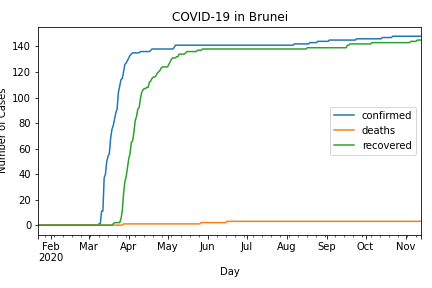 COVID-19 in Brunei
Number of Cases
140
120
100
80
60
40
20
0
confirmed
deaths
recovered
Feb Mar Apr May Jun Jul Aug Sep Oct Nov
2020
Day